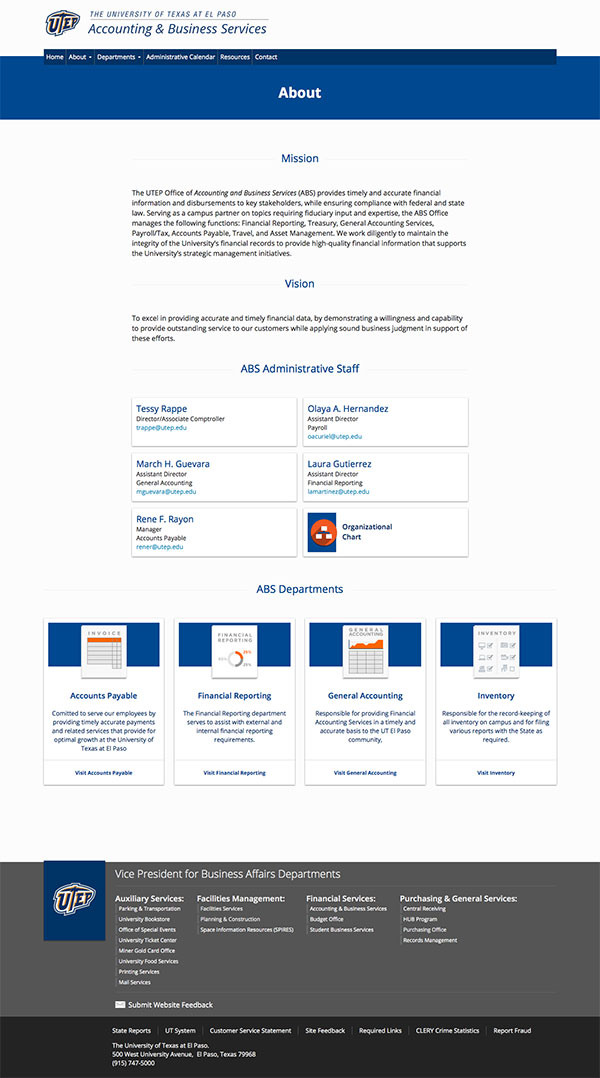 UTEP
THE UNIVERSITY OF TEXAS AT EL PASO
Accounting & Business Services
Home
About
Departments
Administrative Calendar
Resources
Contact
About
Mission
The UTEP Office of Accounting and Business Services (ABS) provides timely and accurate financial
information and disbursements to key stakeholders, while ensuring compliance with federal and state
law. Serving as a campus partner on topics requiring fiduciary input and expertise, the ABS Office
manages the following functions: Financial Reporting, Treasury, General Accounting Services,
Payroll/Tax, Accounts Payable, Travel, and Asset Management. We work diligently to maintain the
integrity of the University's financial records to provide high-quality financial information that supports
the University's strategic management initiatives.
Vision
To excel in providing accurate and timely financial data, by demonstrating a willingness and capability
to provide outstanding service to our customers while applying sound business judgment in support of
these efforts.
ABS Administrative Staff
Tessy Rappe
Director/Associate Comptroller
trappe@utep.edu
Olaya A. Hernandez
Assistant Director
Payroll
oacuriel@utep.edu
March H. Guevara
Assistant Director
General Accounting
mguevara@utep.edu
Laura Gutierrez
Assistant Director
Financial Reporting
lamartinez@utep.edu
Rene F. Rayon
Manager
Accounts Payable
rener@utep.edu
Organizational
Chart
ABS Departments
INVOICE
Accounts Payable
Comitted to serve our employees by
providing timely accurate payments
and related services that provide for
optimal growth at the University of
Texas at El Paso
Visit Accounts Payable
FINANCIAL
REPORTING
Financial Reporting
The Financial Reporting department
serves to assist with external and
internal financial reporting
requirements.
Visit Financial Reporting
GENERAL
ACCOUNTING
General Accounting
Responsible for providing Financial
Accounting Services in a timely and
accurate basis to the UT El Paso
community,
Visit General Accounting
INVENTORY
Inventory
Responsible for the record-keeping of
all inventory on campus and for filing
various reports with the State as
required.
Visit Inventory
UTEP
Vice President for Business Affairs Departments
Auxiliary Services:
Parking & Transportation
University Bookstore
Office of Special Events
University Ticket Center
Miner Gold Card Office
University Food Services
Printing Services
Mail Services
Facilities Management:
Facilities Services
Planning & Construction
Space Information Resources (SPIRES)
Financial Services:
Accounting & Business Services
Budget Office
Student Business Services
Purchasing & General Services:
Central Receiving
HUB Program
Purchasing Office
Records Management
Submit Website Feedback
State Reports
UT System
Customer Service Statement
Site Feedback
Required Links
CLERY Crime Statistics
Report Fraud
The University of Texas at El Paso.
500 West University Avenue, El Paso, Texas 79968
(915) 747-5000